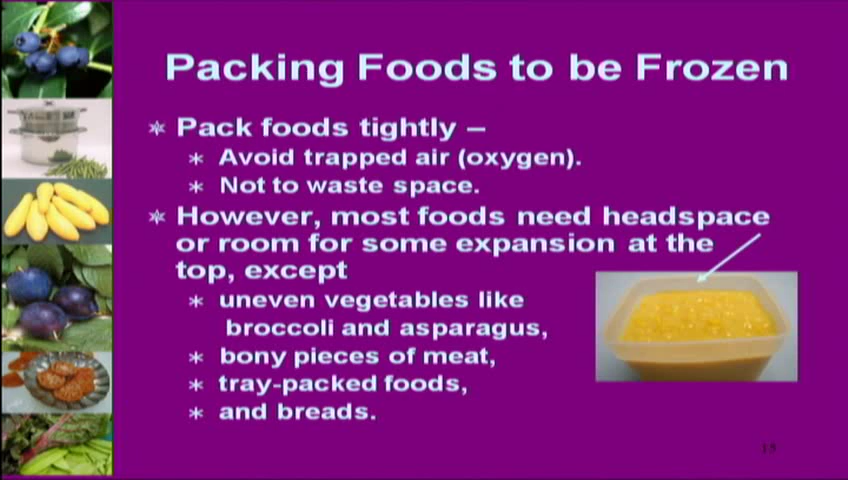 Packing Foods to be Frozen
Pack foods tightly –
Avoid trapped air (oxygen).
Not to waste space.
However, most foods need headspace
or room for some expansion at the
top, except
uneven vegetables like
broccoli and asparagus,
bony pieces of meat,
tray-packed foods,
and breads.